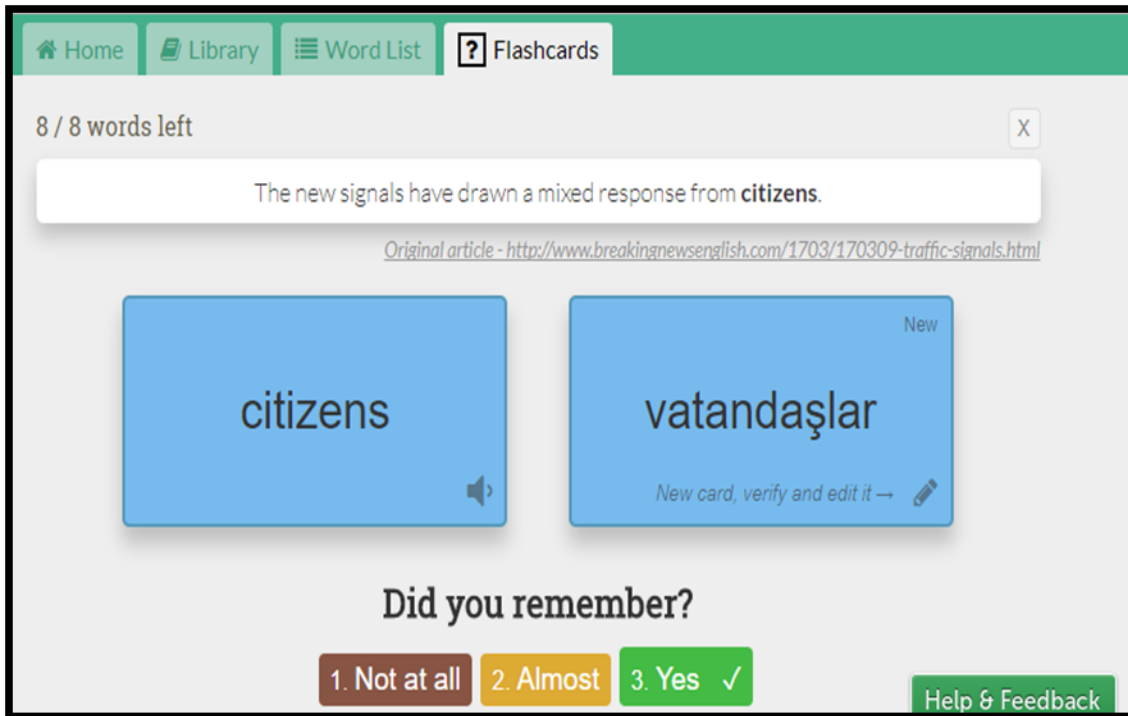 Home Library Word List ? Flashcards
8 / 8 words left X
The new signals have drawn a mixed response from citizens.
Original article - http://www.breakingnewsenglish.com/1703/170309-traffic-signals.html
New
citizens vatandaşlar
New card, verify and edit it →
Did you remember?
1. Not at all 2. Almost 3. Yes ✓
Help & Feedback